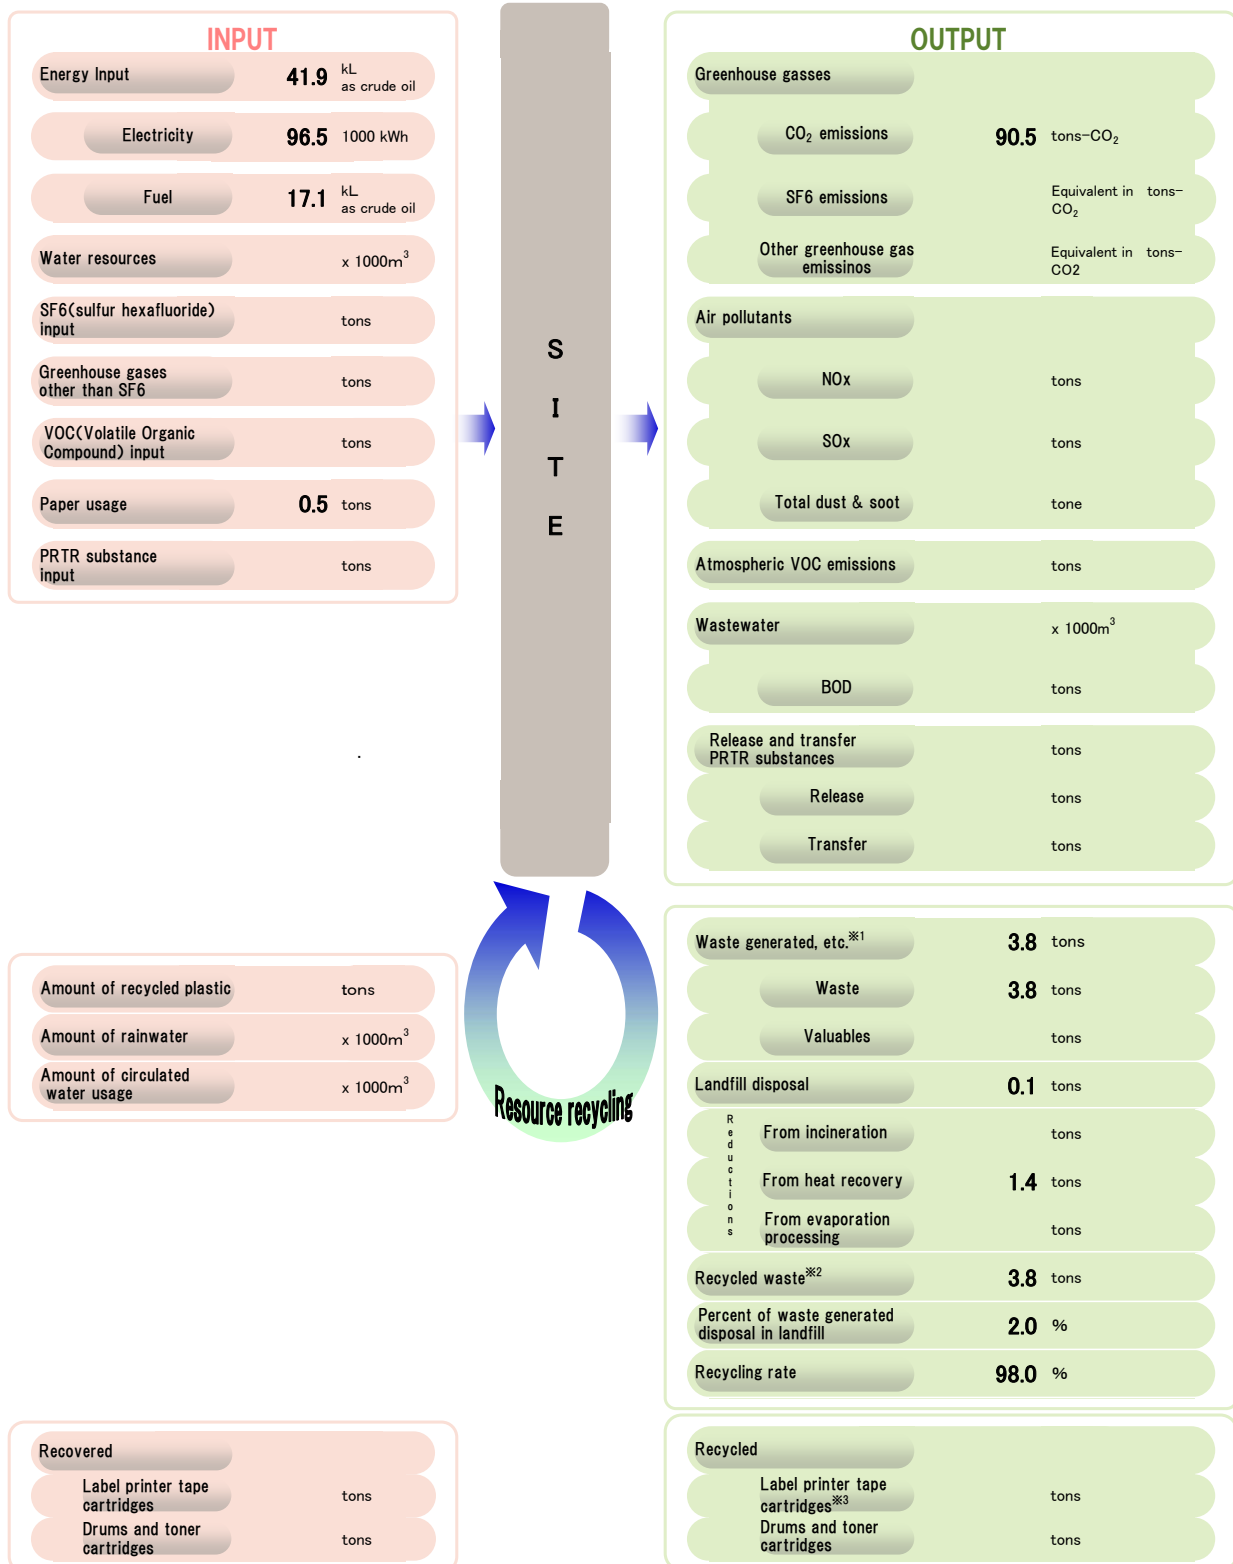 INPUT
Energy Input 41.9 kL
as crude oil
Electricity 96.5 1000 kWh
Fuel 17.1 kL
as crude oil
Water resources x 1000m³
SF6(sulfur hexafluoride)
input tons
Greenhouse gases
other than SF6 tons
VOC(Volatile Organic
Compound) input tons
Paper usage 0.5 tons
PRTR substance
input tons
S
I
T
E
OUTPUT
Greenhouse gasses
CO₂ emissions 90.5 tons-CO₂
SF6 emissions Equivalent in tons-
CO₂
Other greenhouse gas
emissinos Equivalent in tons-
CO2
Air pollutants
NOx tons
SOx tons
Total dust & soot tone
Atmospheric VOC emissions tons
Wastewater x 1000m³
BOD tons
Release and transfer
PRTR substances tons
Release tons
Transfer tons
Amount of recycled plastic tons
Amount of rainwater x 1000m³
Amount of circulated
water usage x 1000m³
Resource recycling
Waste generated, etc.※1 3.8 tons
Waste 3.8 tons
Valuables tons
Landfill disposal 0.1 tons
Reductions
From incineration tons
From heat recovery 1.4 tons
From evaporation
processing tons
Recycled waste※2 3.8 tons
Percent of waste generated
disposal in landfill 2.0 %
Recycling rate 98.0 %
Recovered
Label printer tape
cartridges tons
Drums and toner
cartridges tons
Recycled
Label printer tape
cartridges※3 tons
Drums and toner
cartridges tons